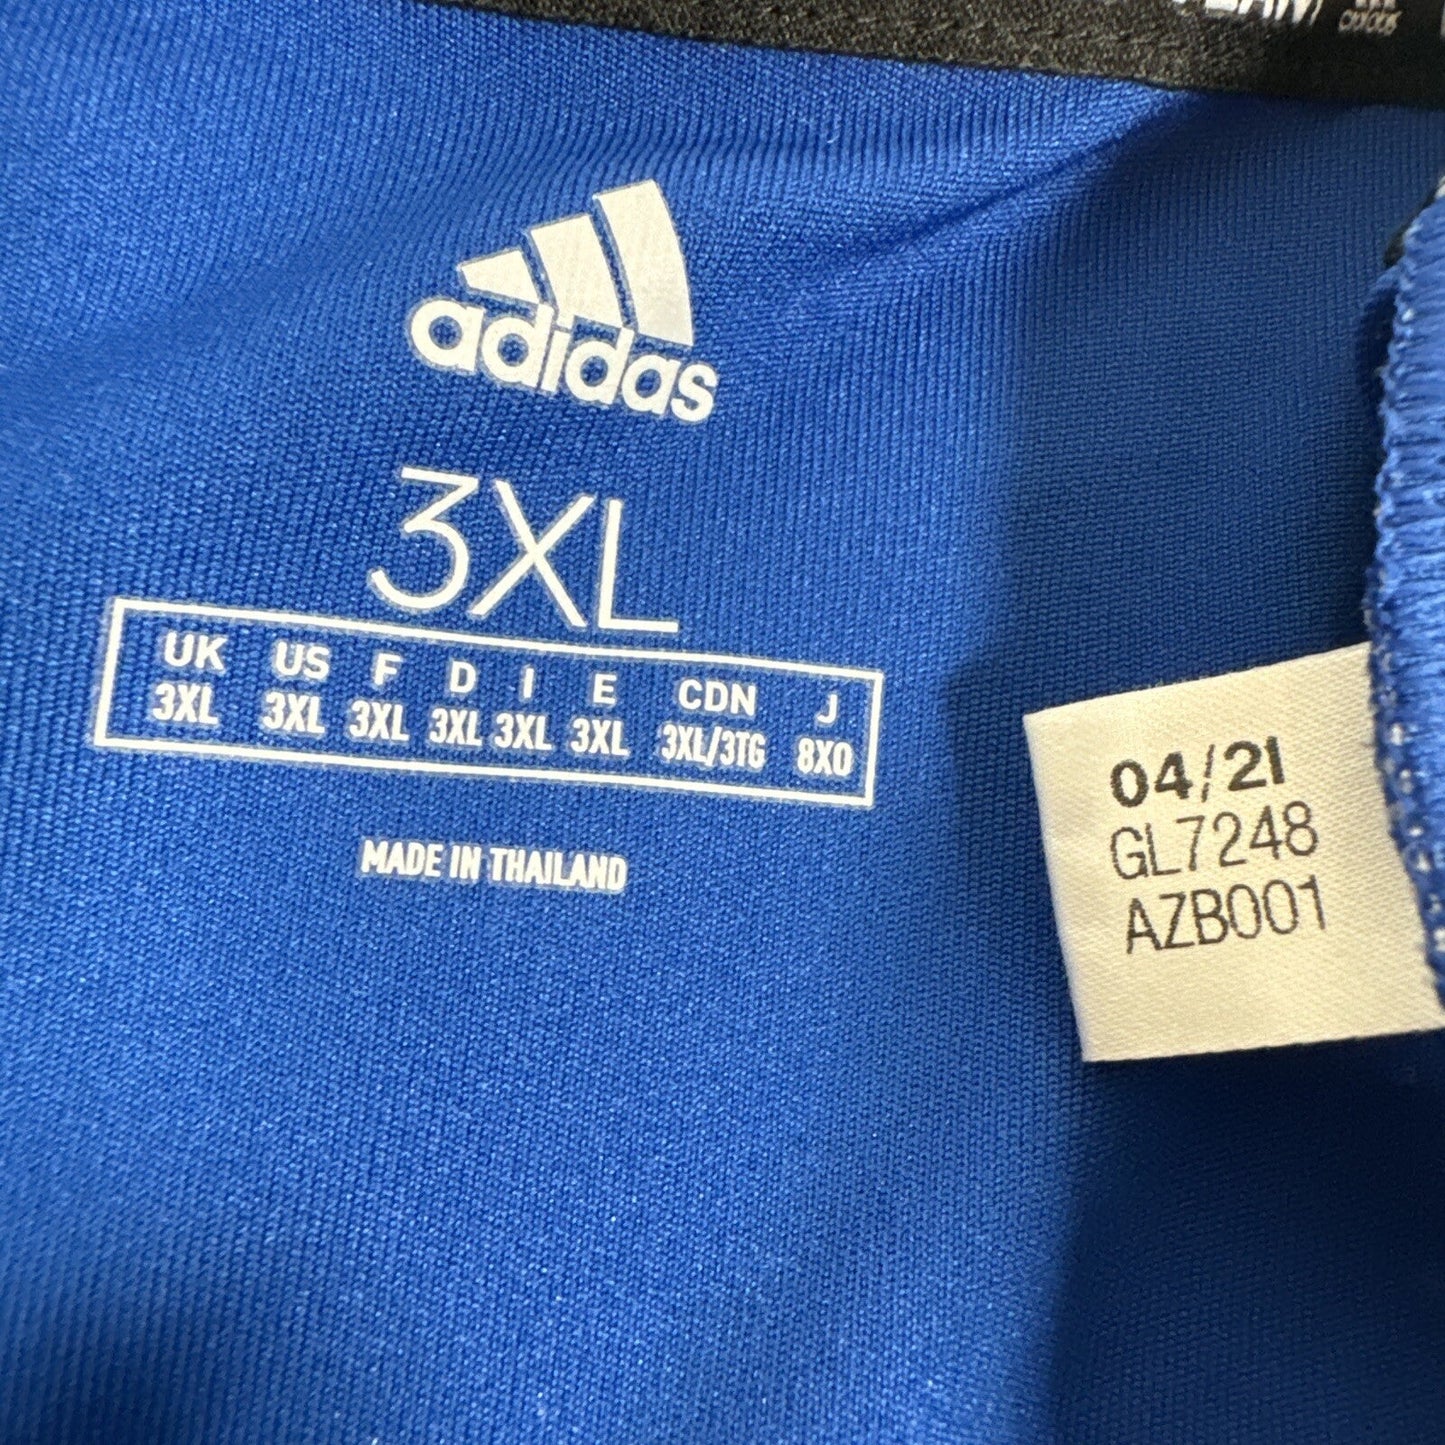 adidas
3XL
UK US F D I E CDN J
3XL 3XL 3XL 3XL 3XL 3XL 3XL/3TG 8XO
MADE IN THAILAND
04/21
GL7248
AZB001